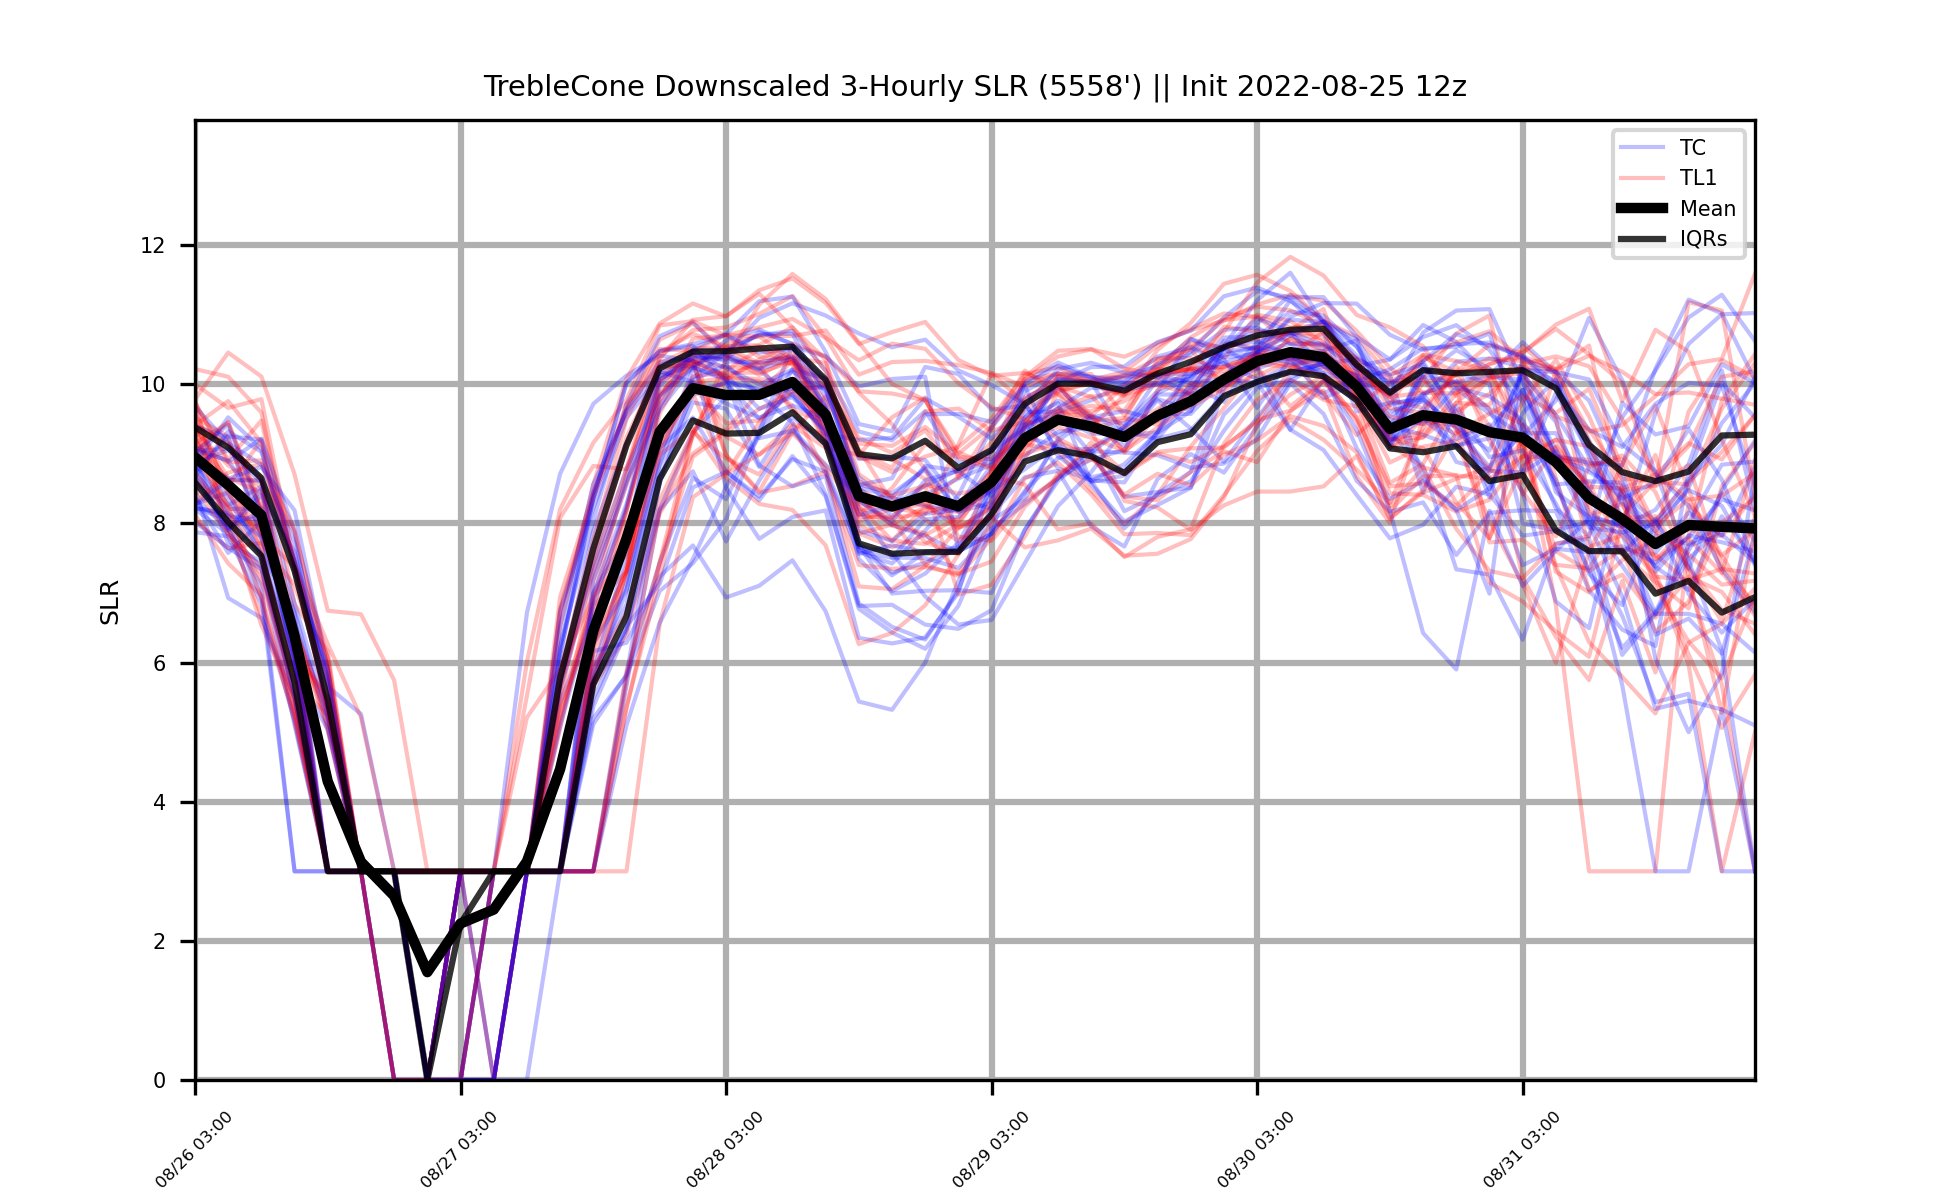 TrebleCone Downscaled 3-Hourly SLR (5558') || Init 2022-08-25 12z
TC
TL1
Mean
IQRs
SLR
12
10
8
6
4
2
0
08/26 03:00
08/27 03:00
08/28 03:00
08/29 03:00
08/30 03:00
08/31 03:00